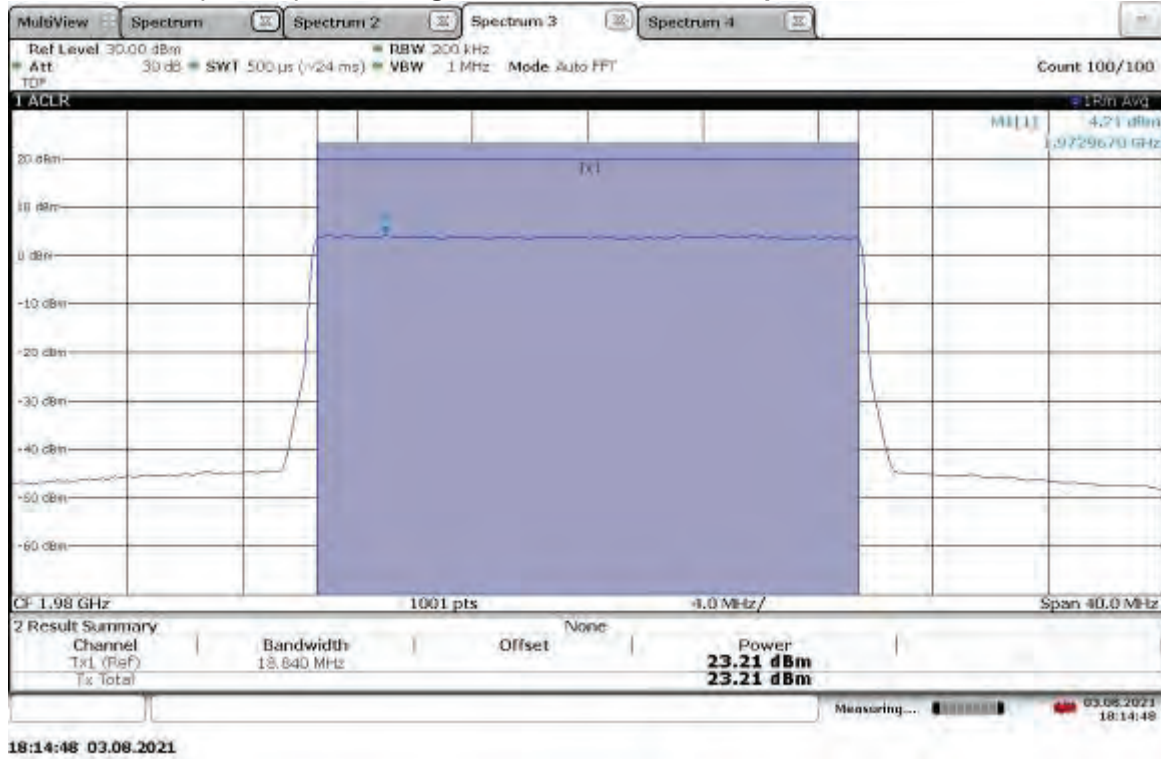 MultiView Spectrum Spectrum 2 Spectrum 3 Spectrum 4
Ref Level 30.00 dBm RBW 200 kHz
Att 30 dB SWT 500 µs (~24 ms) VBW 1 MHz Mode Auto FFT Count 100/100
TDF
1 ACLR 1Rm Avg
M1[1] 4.21 dBm
1.9729670 GHz
20 dBm
Tx1
10 dBm
0 dBm
-10 dBm
-20 dBm
-30 dBm
-40 dBm
-50 dBm
-60 dBm
CF 1.98 GHz 1001 pts 4.0 MHz/ Span 40.0 MHz
2 Result Summary None
Channel Bandwidth Offset Power
Tx1 (Ref) 18.840 MHz 23.21 dBm
Tx Total 23.21 dBm
Measuring.... 03.08.2021
18:14:48
18:14:48 03.08.2021